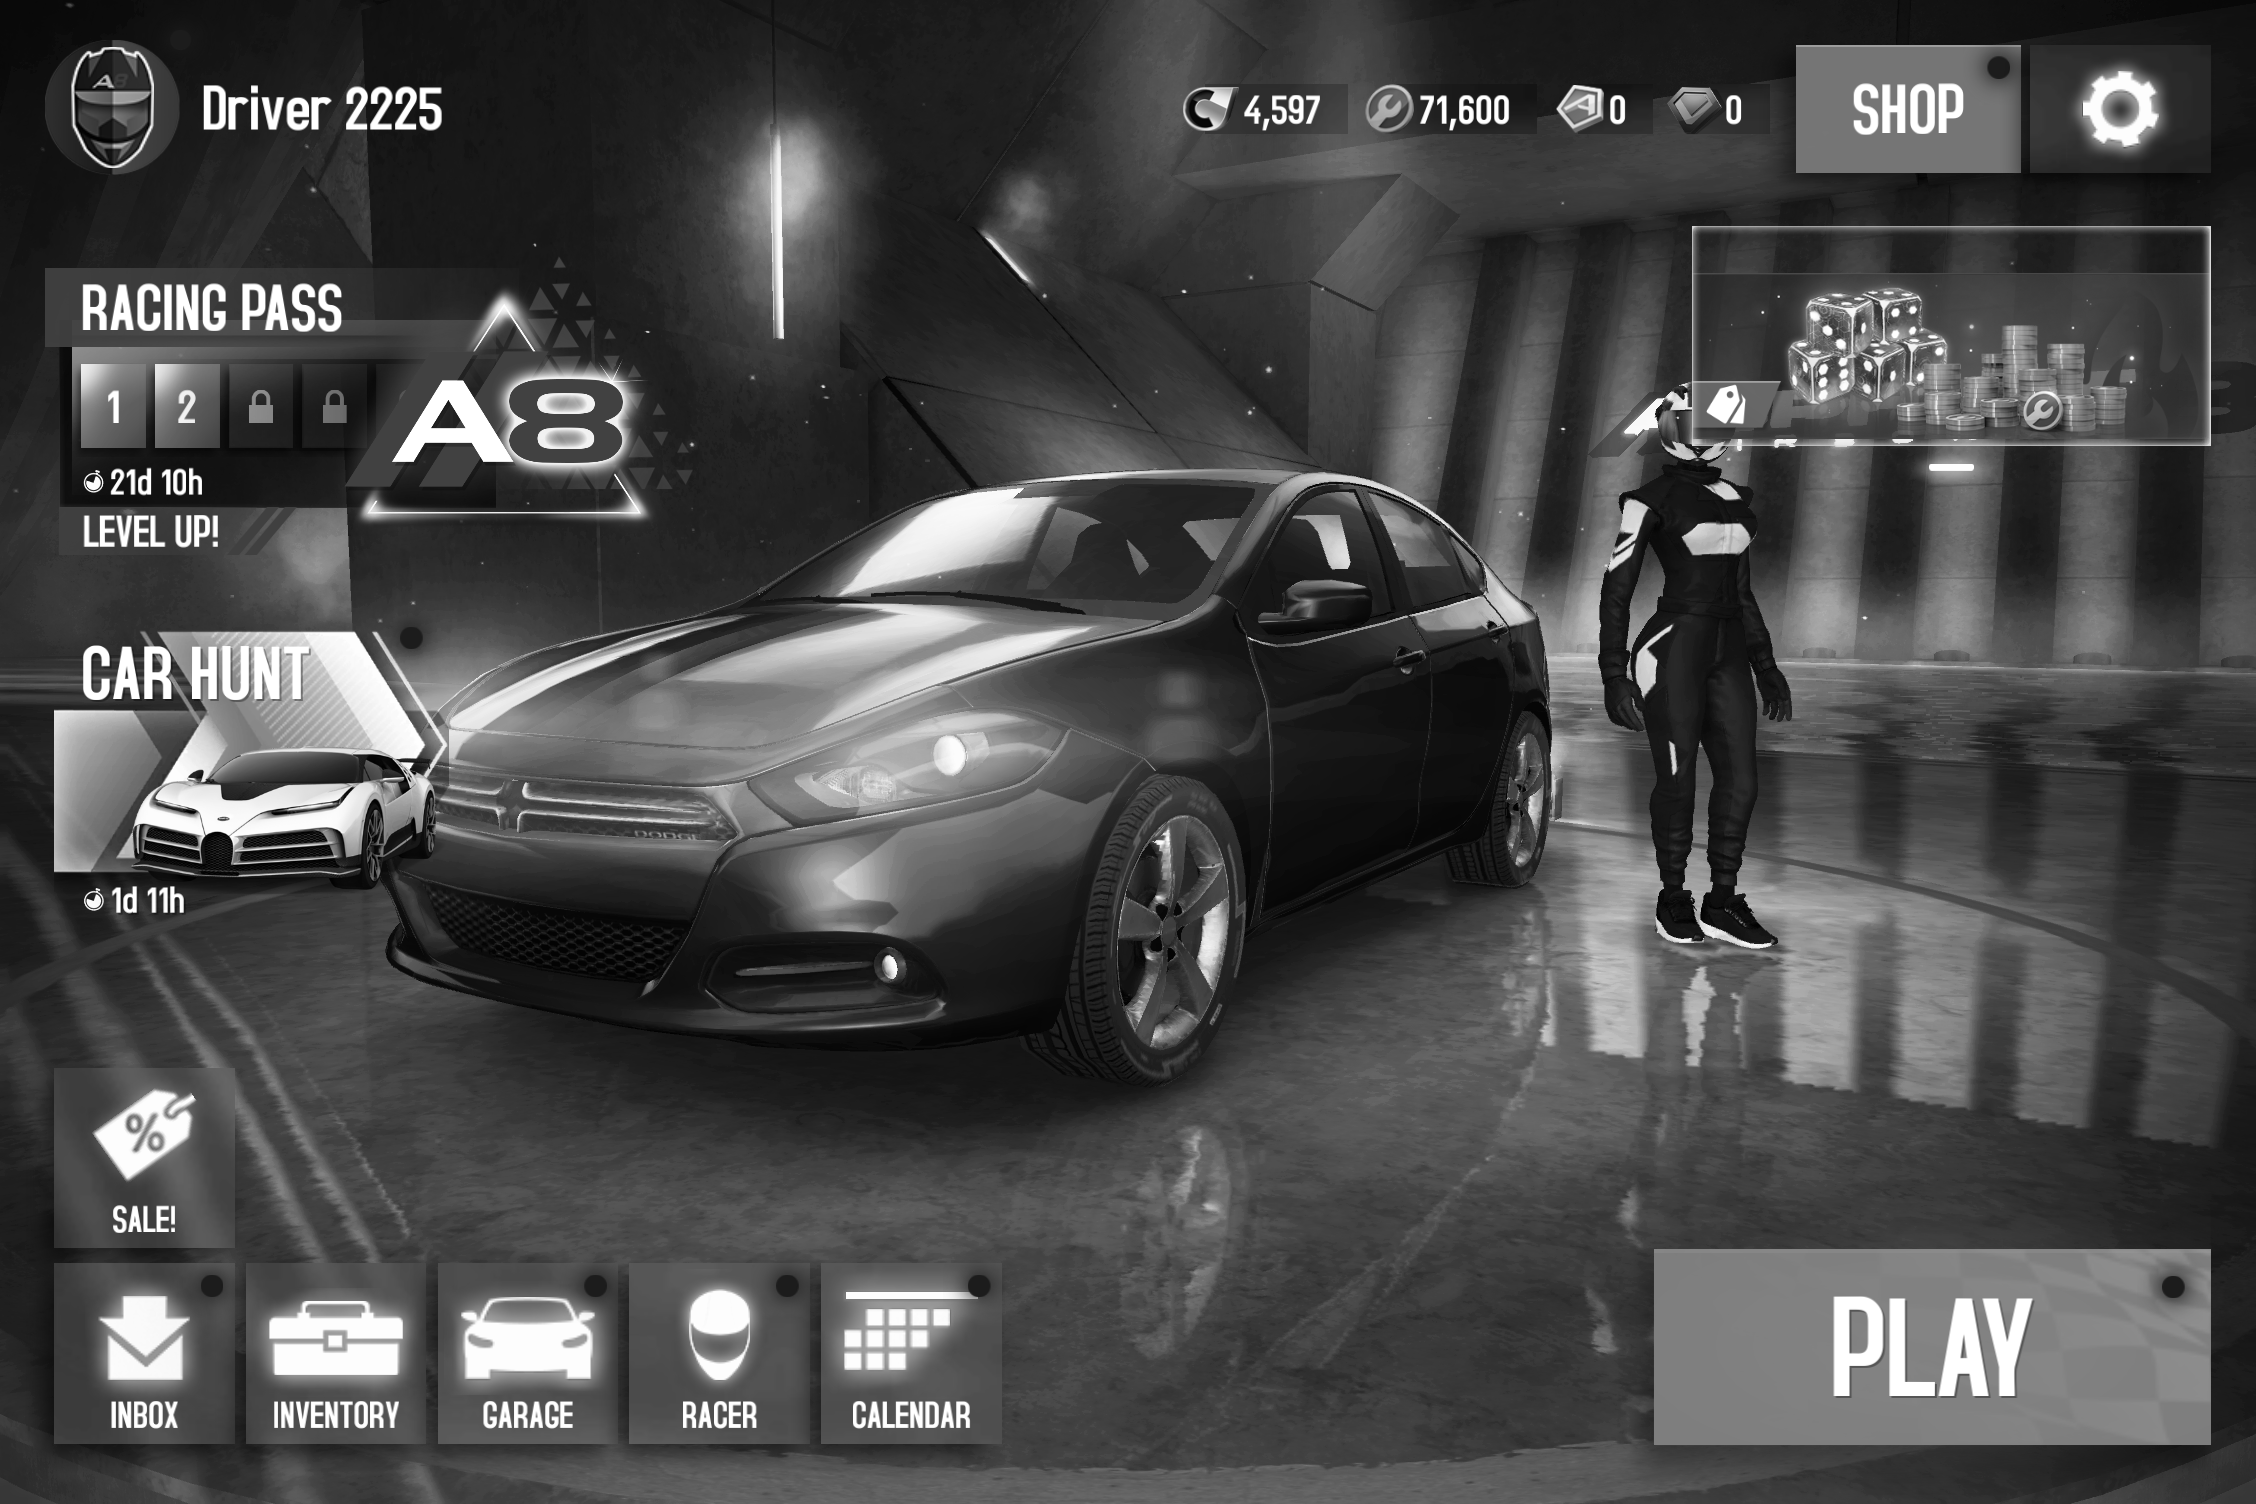 Driver 2225
4,597
71,600
0
0
SHOP
RACING PASS
1
2
21d 10h
LEVEL UP!
A8
CAR HUNT
1d 11h
DODGE
%
SALE!
INBOX
INVENTORY
GARAGE
RACER
CALENDAR
PLAY